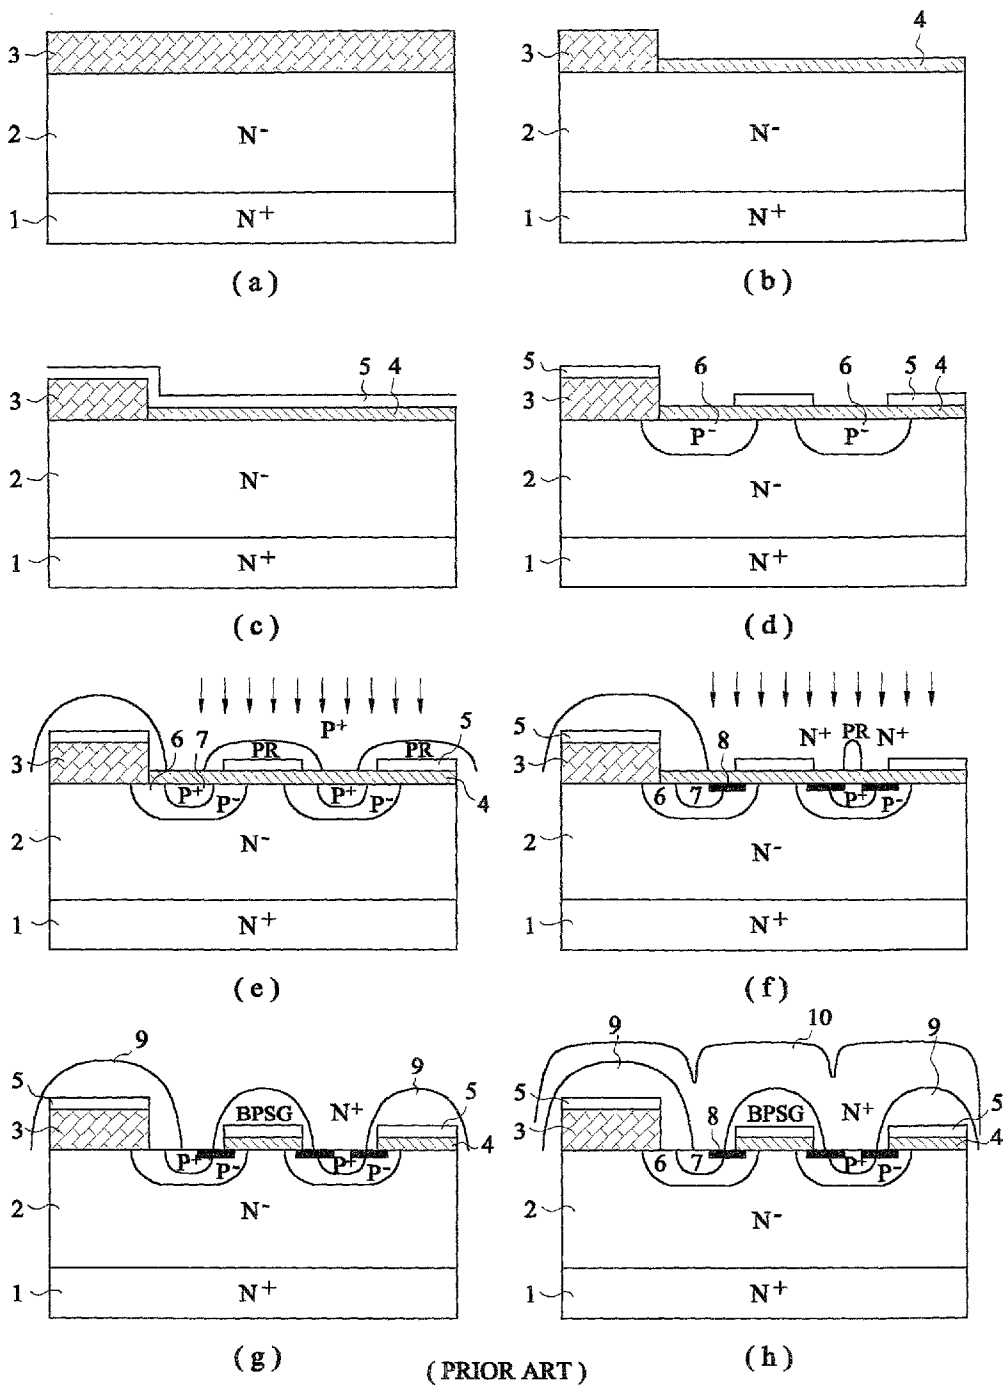 3
2
N-
1
N+
(a)
4
3
2
N-
1
N+
(b)
5 4
3
2
N-
1
N+
(c)
5 6 6 5 4
3
P- P-
2
N-
1
N+
(d)
P+
6 7 PR PR 5
3
P+ P- P+ P-
4
2
N-
1
N+
(e)
5 8 N+ PR N+
3
6 7 P+ P-
2
N-
1
N+
(f)
9 9
5 BPSG N+ 5
3 4
P+ P- P+ P-
2
N-
1
N+
(g)
9 10 9
5 8 BPSG N+ 5
3 4
6 7 P+ P-
2
N-
1
N+
(h)
(PRIOR ART)